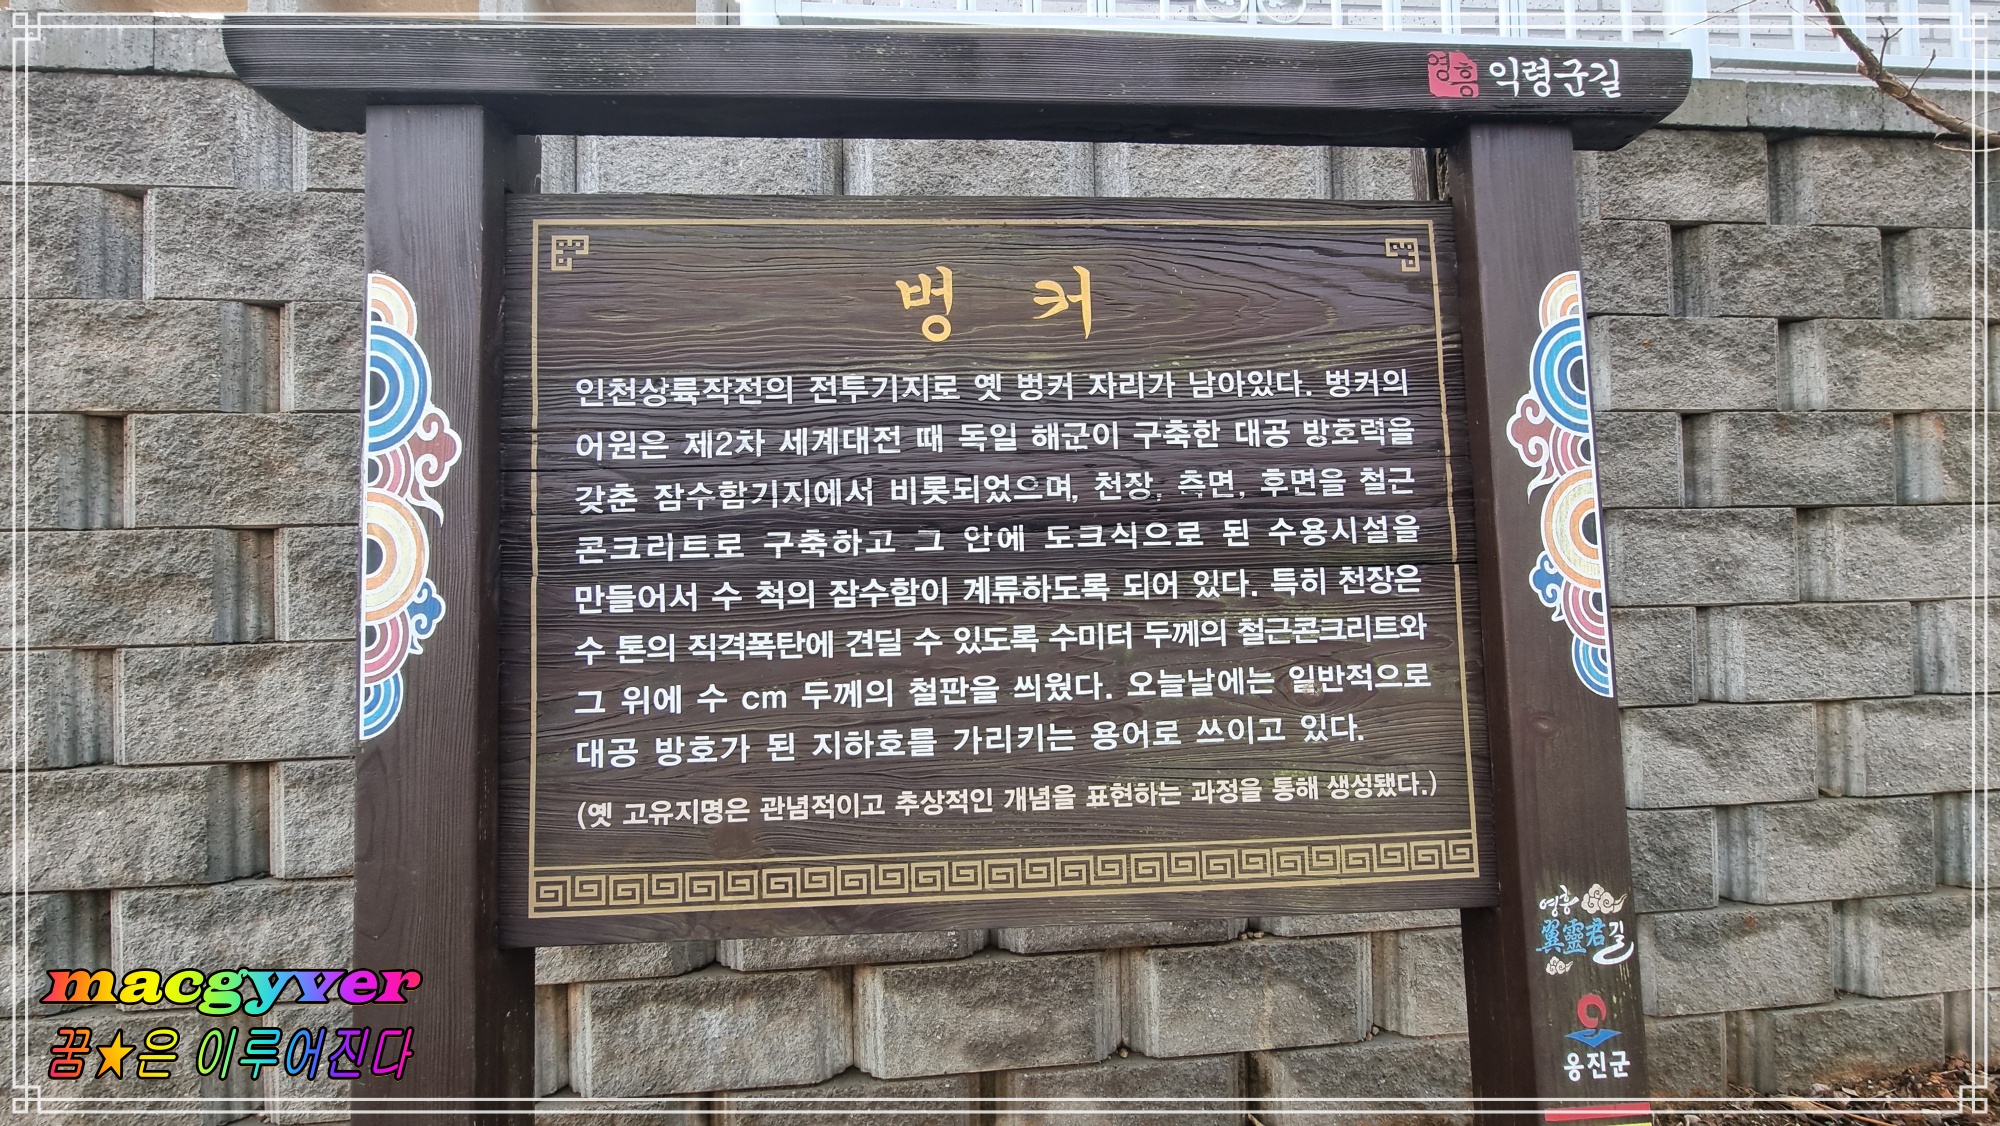 영흥 익령군길
벙커
인천상륙작전의 전투기지로 옛 벙커 자리가 남아있다. 벙커의
어원은 제2차 세계대전 때 독일 해군이 구축한 대공 방호력을
갖춘 잠수함기지에서 비롯되었으며, 천장, 측면, 후면을 철근
콘크리트로 구축하고 그 안에 도크식으로 된 수용시설을
만들어서 수 척의 잠수함이 계류하도록 되어 있다. 특히 천장은
수 톤의 직격폭탄에 견딜 수 있도록 수미터 두께의 철근콘크리트와
그 위에 수 cm 두께의 철판을 씌웠다. 오늘날에는 일반적으로
대공 방호가 된 지하호를 가리키는 용어로 쓰이고 있다.
(옛 고유지명은 관념적이고 추상적인 개념을 표현하는 과정을 통해 생성됐다.)
영흥
翼靈君길
옹진군
macgyver
꿈★은 이루어진다